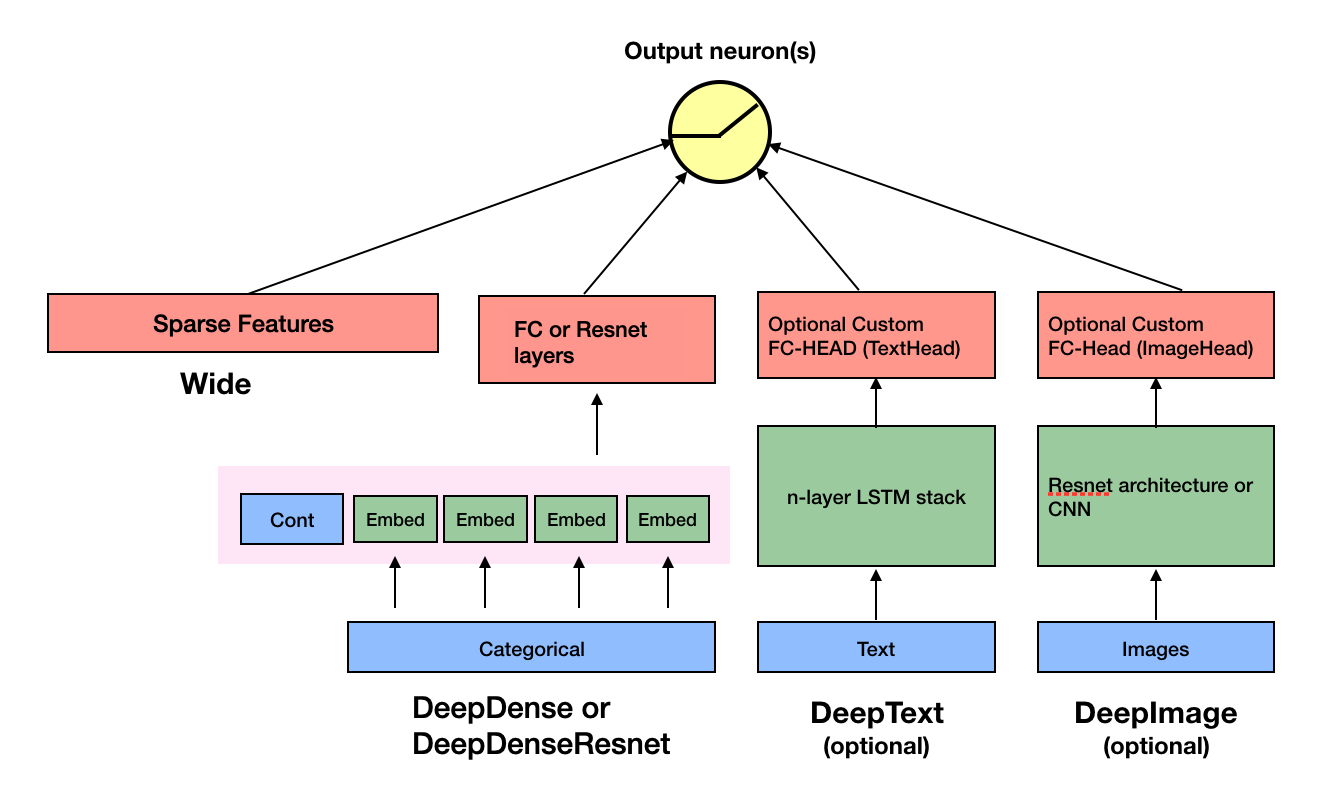 Output neuron(s)
Sparse Features
Wide
FC or Resnet
layers
Optional Custom
FC-HEAD (TextHead)
Optional Custom
FC-Head (ImageHead)
n-layer LSTM stack
Resnet architecture or
CNN
Cont
Embed
Embed
Embed
Embed
Categorical
Text
Images
DeepDense or
DeepDenseResnet
DeepText
(optional)
DeepImage
(optional)